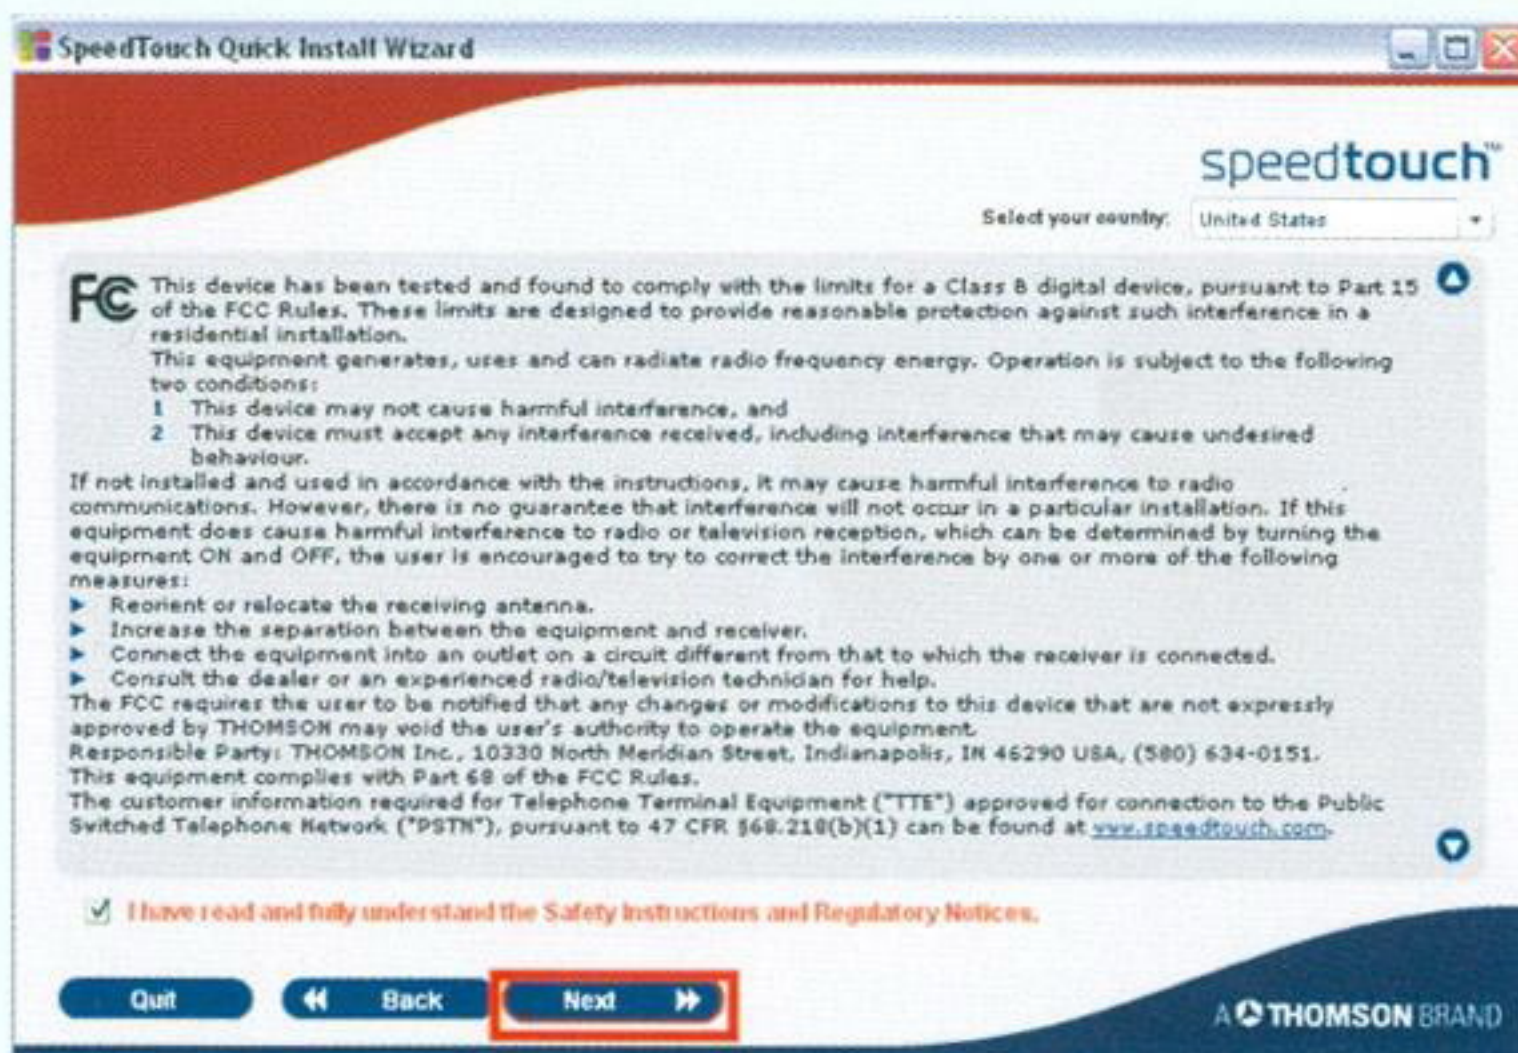 SpeedTouch Quick Install Wizard
speedtouch™
Select your country: United States
FC This device has been tested and found to comply with the limits for a Class B digital device, pursuant to Part 15
of the FCC Rules. These limits are designed to provide reasonable protection against such interference in a
residential installation.
This equipment generates, uses and can radiate radio frequency energy. Operation is subject to the following
two conditions:
1 This device may not cause harmful interference, and
2 This device must accept any interference received, including interference that may cause undesired
behaviour.
If not installed and used in accordance with the instructions, it may cause harmful interference to radio
communications. However, there is no guarantee that interference will not occur in a particular installation. If this
equipment does cause harmful interference to radio or television reception, which can be determined by turning the
equipment ON and OFF, the user is encouraged to try to correct the interference by one or more of the following
measures:
Reorient or relocate the receiving antenna.
Increase the separation between the equipment and receiver.
Connect the equipment into an outlet on a circuit different from that to which the receiver is connected.
Consult the dealer or an experienced radio/television technician for help.
The FCC requires the user to be notified that any changes or modifications to this device that are not expressly
approved by THOMSON may void the user's authority to operate the equipment.
Responsible Party: THOMSON Inc., 10330 North Meridian Street, Indianapolis, IN 46290 USA, (580) 634-0151.
This equipment complies with Part 68 of the FCC Rules.
The customer information required for Telephone Terminal Equipment ("TTE") approved for connection to the Public
Switched Telephone Network ("PSTN"), pursuant to 47 CFR §68.218(b)(1) can be found at www.speedtouch.com.
I have read and fully understand the Safety Instructions and Regulatory Notices.
Quit Back Next
A THOMSON BRAND